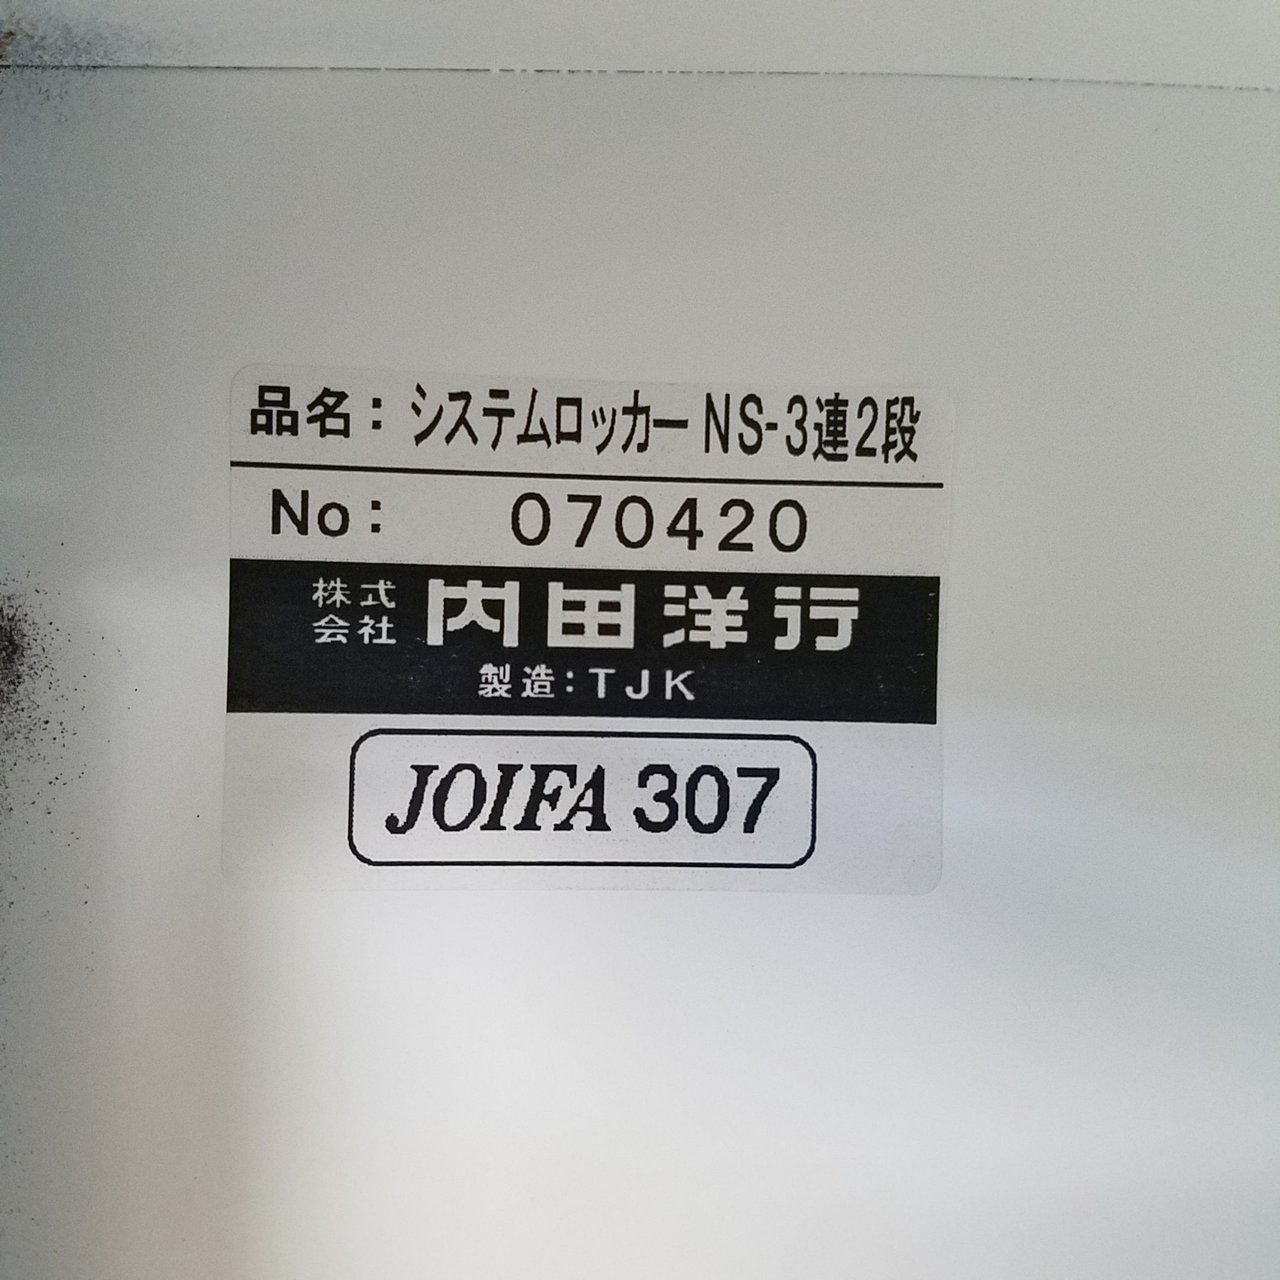 品名：システムロッカー NS-3連2段
No: 070420
株式会社 内田洋行
製造：TJK
JOIFA 307